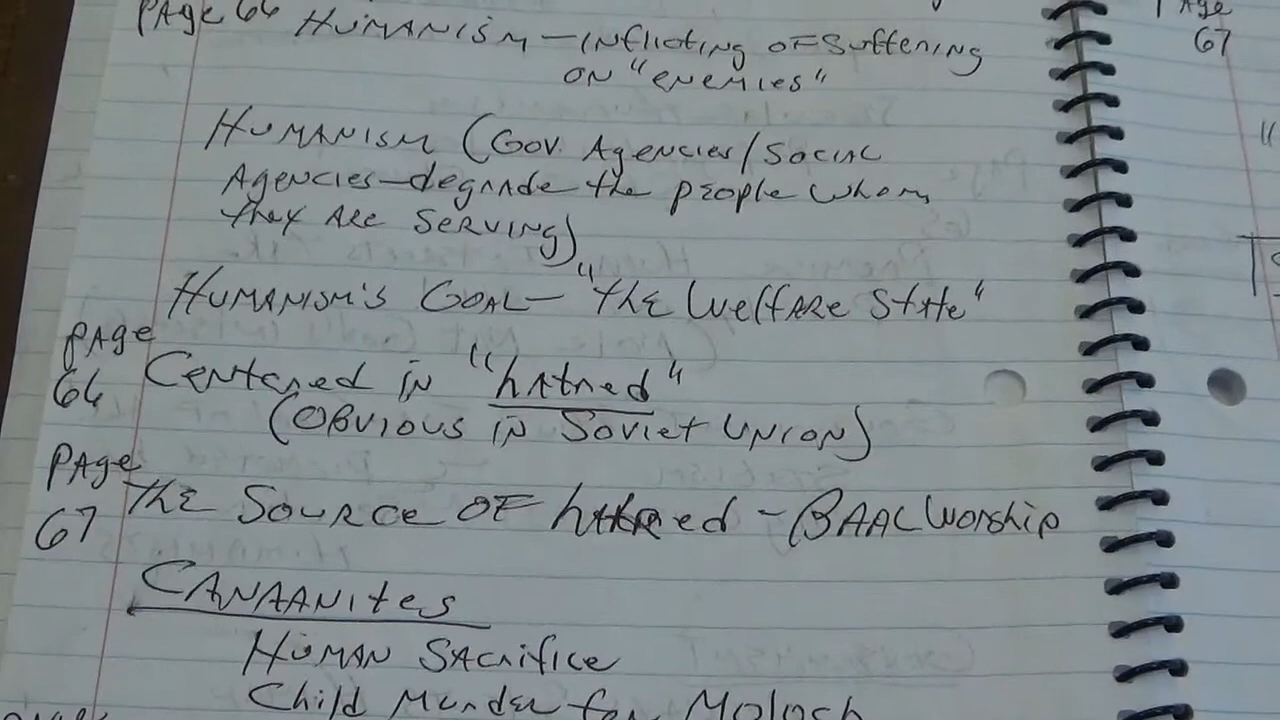 Page 66 Humanism - inflicting of suffering
on "enemies"
Humanism (Gov. Agencies/Social
Agencies-degrade the people whom
they are serving)
Humanism's Goal - "the Welfare State"
Page
66 Centered in "hatred"
(Obvious in Soviet Union)
Page
67 the Source of hatred - Baal Worship
Canaanites
Human Sacrifice
Child Murder for Moloch
Page
67